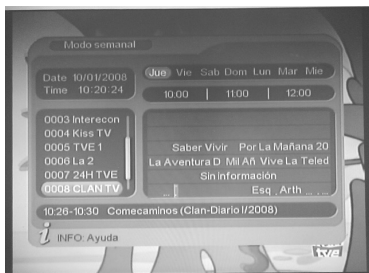 Modo semanal
Date 10/01/2008
Time 10:20:24
Jue Vie Sab Dom Lun Mar Mie
10:00 | 11:00 | 12:00
0003 Interecon
0004 Kiss TV
0005 TVE 1
0006 La 2
0007 24H TVE
0008 CLAN TV
Saber Vivir Por La Mañana 20
La Aventura D Mil Añ Vive La Teled
Sin información
... Esq , Arth ... ...
10:26-10:30 Comecaminos (Clan-Diario I/2008)
i INFO: Ayuda
tve